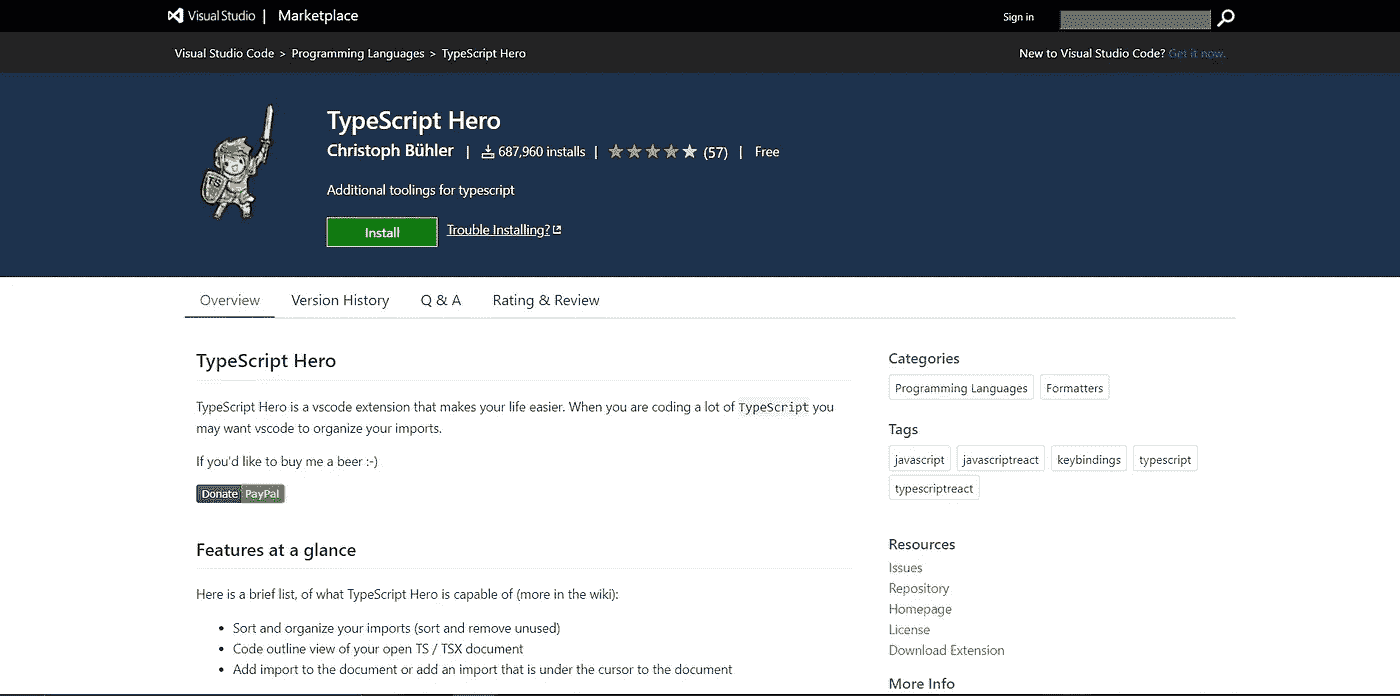 Visual Studio | Marketplace
Sign in
Visual Studio Code > Programming Languages > TypeScript Hero
New to Visual Studio Code? Get it now.
TS
TypeScript Hero
Christoph Bühler | 687,960 installs | (57) | Free
Additional toolings for typescript
Install
Trouble Installing?
Overview
Version History
Q & A
Rating & Review
TypeScript Hero
TypeScript Hero is a vscode extension that makes your life easier. When you are coding a lot of TypeScript you
may want vscode to organize your imports.
If you'd like to buy me a beer :-)
Donate PayPal
Features at a glance
Here is a brief list, of what TypeScript Hero is capable of (more in the wiki):
• Sort and organize your imports (sort and remove unused)
• Code outline view of your open TS / TSX document
• Add import to the document or add an import that is under the cursor to the document
Categories
Programming Languages
Formatters
Tags
javascript
javascriptreact
keybindings
typescript
typescriptreact
Resources
Issues
Repository
Homepage
License
Download Extension
More Info